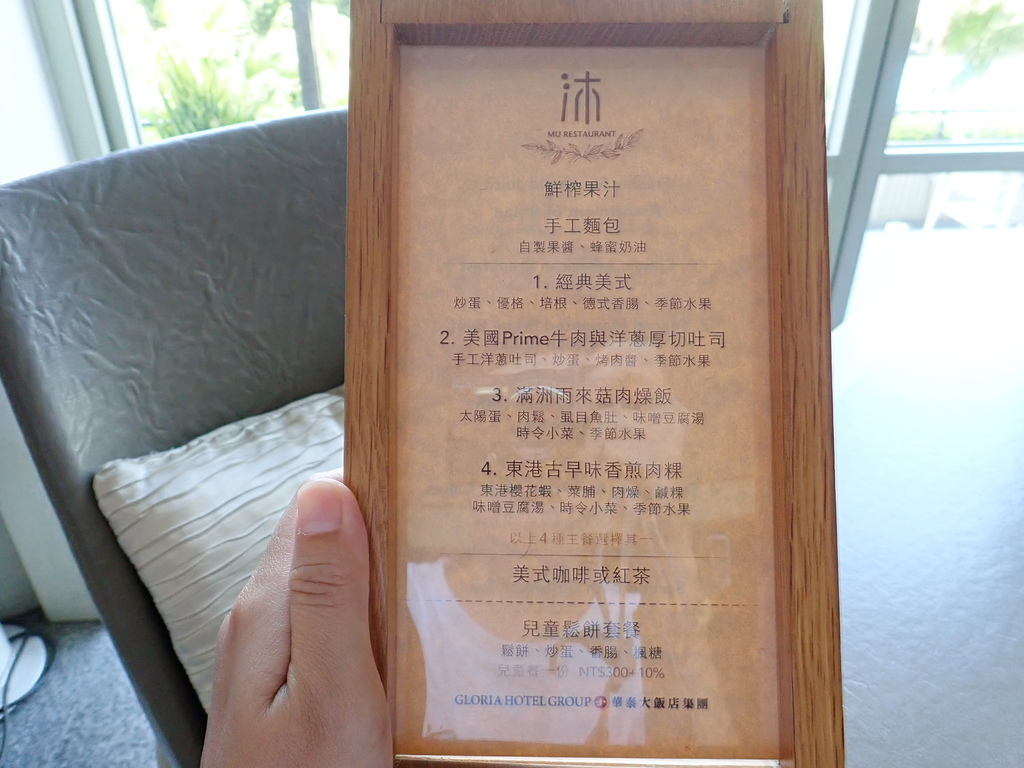 沐
MU RESTAURANT
鮮榨果汁
手工麵包
自製果醬、蜂蜜奶油
1. 經典美式
炒蛋、優格、培根、德式香腸、季節水果
2. 美國Prime牛肉與洋蔥厚切吐司
手工洋蔥吐司、炒蛋、烤肉醬、季節水果
3. 滿洲雨來菇肉燥飯
太陽蛋、肉鬆、虱目魚肚、味噌豆腐湯
時令小菜、季節水果
4. 東港古早味香煎肉粿
東港櫻花蝦、菜脯、肉燥、鹹粿
味噌豆腐湯、時令小菜、季節水果
以上4種主餐選擇其一
美式咖啡或紅茶
兒童鬆餅套餐
鬆餅、炒蛋、香腸、楓糖
兒童餐一份 NT$300+10%
GLORIA HOTEL GROUP 華泰大飯店集團